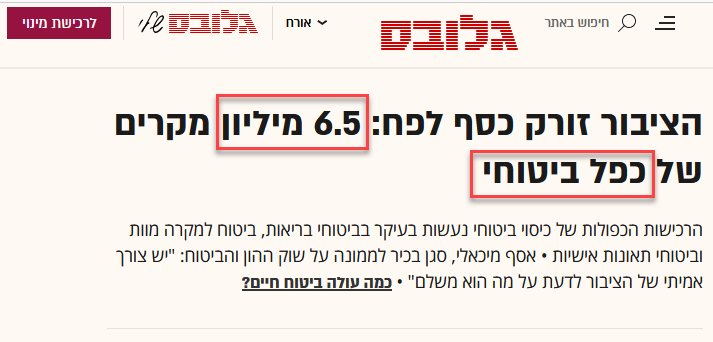 חיפוש באתר
גלובס
אורח
גלובס שלי
לרכישת מינוי
הציבור זורק כסף לפח: 6.5 מיליון מקרים
של כפל ביטוחי
הרכישות הכפולות של כיסוי ביטוחי נעשות בעיקר בביטוחי בריאות, ביטוח למקרה מוות
וביטוחי תאונות אישיות • אסף מיכאלי, סגן בכיר לממונה על שוק ההון והביטוח: "יש צורך
אמיתי של הציבור לדעת על מה הוא משלם" • כמה עולה ביטוח חיים?